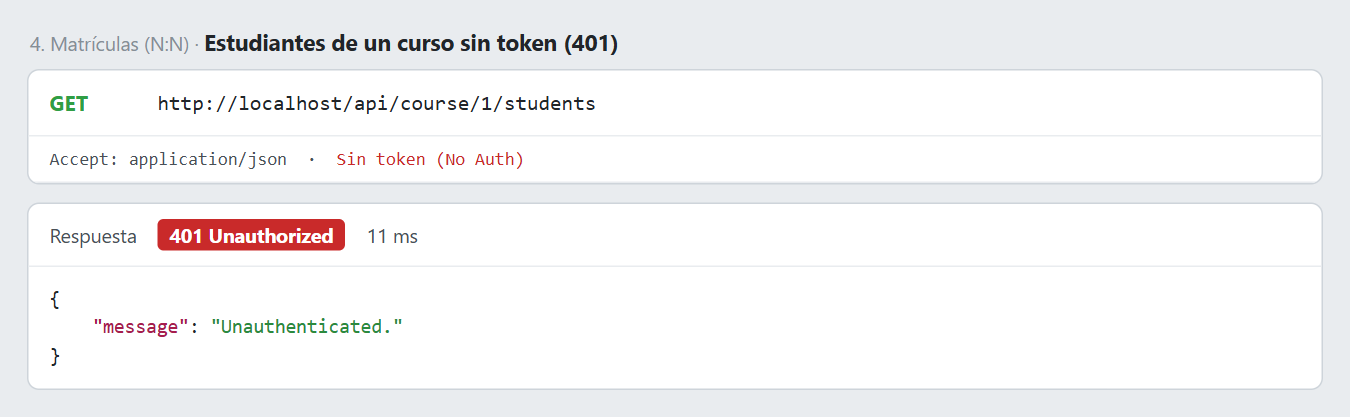 4. Matrículas (N:N) · Estudiantes de un curso sin token (401)
GET http://localhost/api/course/1/students
Accept: application/json · Sin token (No Auth)
Respuesta 401 Unauthorized 11 ms
{
"message": "Unauthenticated."
}